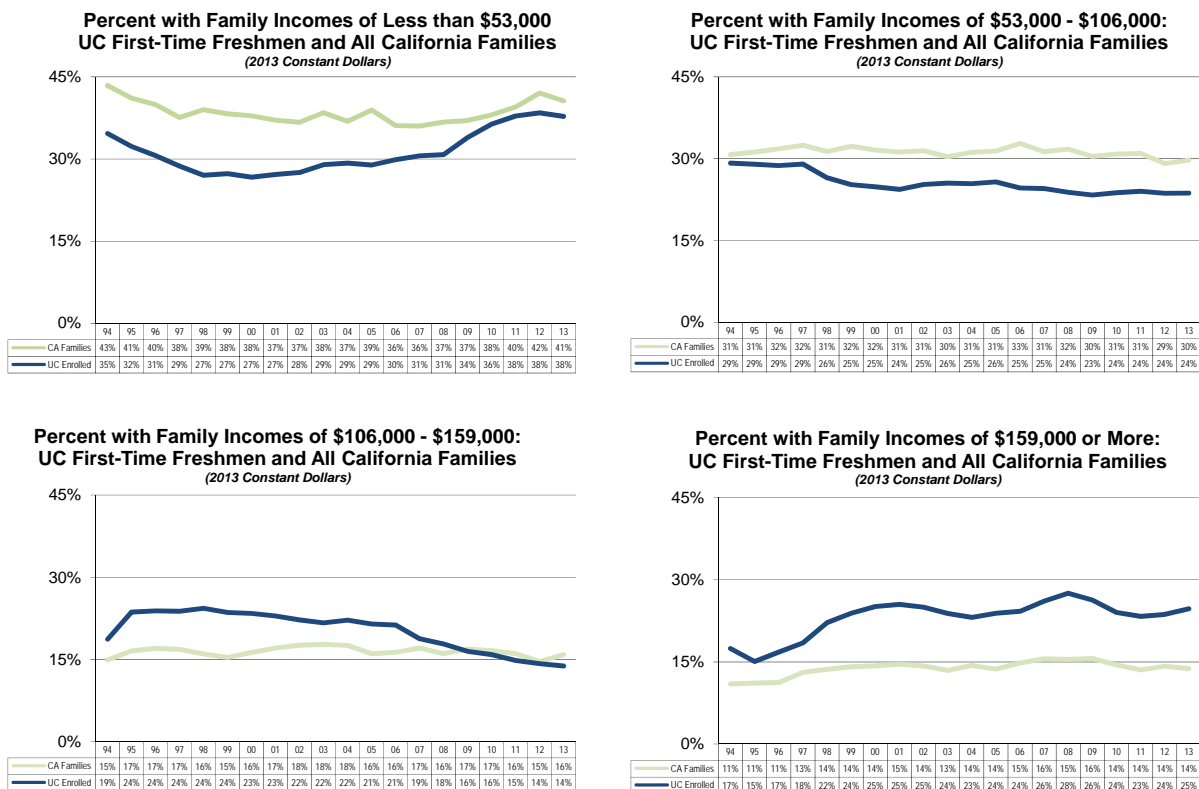 Percent with Family Incomes of Less than $53,000
UC First-Time Freshmen and All California Families
(2013 Constant Dollars)
45%
30%
15%
0%
94 95 96 97 98 99 00 01 02 03 04 05 06 07 08 09 10 11 12 13
CA Families 43% 41% 40% 38% 39% 38% 38% 37% 37% 38% 37% 39% 36% 36% 37% 37% 38% 40% 42% 41%
UC Enrolled 35% 32% 31% 29% 27% 27% 27% 27% 28% 29% 29% 29% 30% 31% 31% 34% 36% 38% 38% 38%
Percent with Family Incomes of $53,000 - $106,000:
UC First-Time Freshmen and All California Families
(2013 Constant Dollars)
45%
30%
15%
0%
94 95 96 97 98 99 00 01 02 03 04 05 06 07 08 09 10 11 12 13
CA Families 31% 31% 32% 32% 31% 32% 32% 31% 31% 30% 31% 31% 33% 31% 32% 30% 31% 31% 29% 30%
UC Enrolled 29% 29% 29% 29% 26% 25% 25% 24% 25% 26% 25% 26% 25% 25% 24% 23% 24% 24% 24% 24%
Percent with Family Incomes of $106,000 - $159,000:
UC First-Time Freshmen and All California Families
(2013 Constant Dollars)
45%
30%
15%
0%
94 95 96 97 98 99 00 01 02 03 04 05 06 07 08 09 10 11 12 13
CA Families 15% 17% 17% 17% 16% 15% 16% 17% 18% 18% 18% 16% 16% 17% 16% 17% 17% 16% 15% 16%
UC Enrolled 19% 24% 24% 24% 24% 24% 23% 23% 22% 22% 22% 21% 21% 19% 18% 16% 16% 15% 14% 14%
Percent with Family Incomes of $159,000 or More:
UC First-Time Freshmen and All California Families
(2013 Constant Dollars)
45%
30%
15%
0%
94 95 96 97 98 99 00 01 02 03 04 05 06 07 08 09 10 11 12 13
CA Families 11% 11% 11% 13% 14% 14% 14% 15% 14% 13% 14% 14% 15% 16% 15% 16% 14% 14% 14% 14%
UC Enrolled 17% 15% 17% 18% 22% 24% 25% 25% 25% 24% 23% 24% 24% 26% 28% 26% 24% 23% 24% 25%